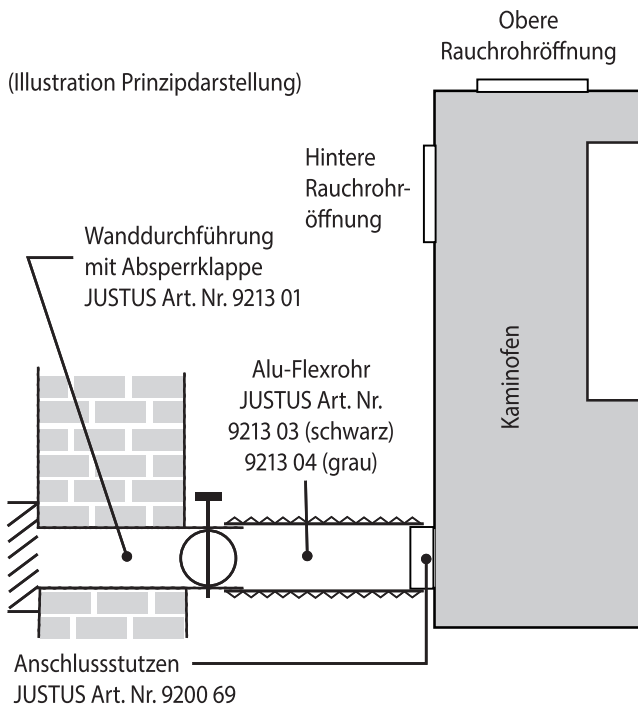 Obere
Rauchrohröffnung
(Illustration Prinzipdarstellung)
Hintere
Rauchrohr-
öffnung
Wanddurchführung
mit Absperrklappe
JUSTUS Art. Nr. 9213 01
Alu-Flexrohr
JUSTUS Art. Nr.
9213 03 (schwarz)
9213 04 (grau)
Kaminofen
Anschlussstutzen
JUSTUS Art. Nr. 9200 69